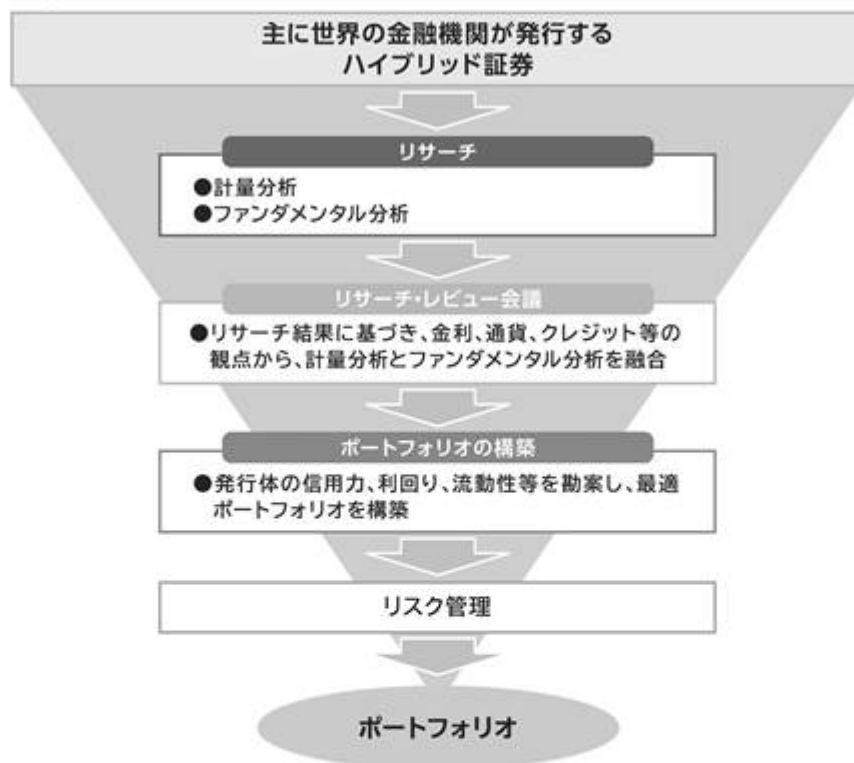 主に世界の金融機関が発行する
ハイブリッド証券
リサーチ
●計量分析
●ファンダメンタル分析
リサーチ・レビュー会議
●リサーチ結果に基づき、金利、通貨、クレジット等の
観点から、計量分析とファンダメンタル分析を融合
ポートフォリオの構築
●発行体の信用力、利回り、流動性等を勘案し、最適
ポートフォリオを構築
リスク管理
ポートフォリオ